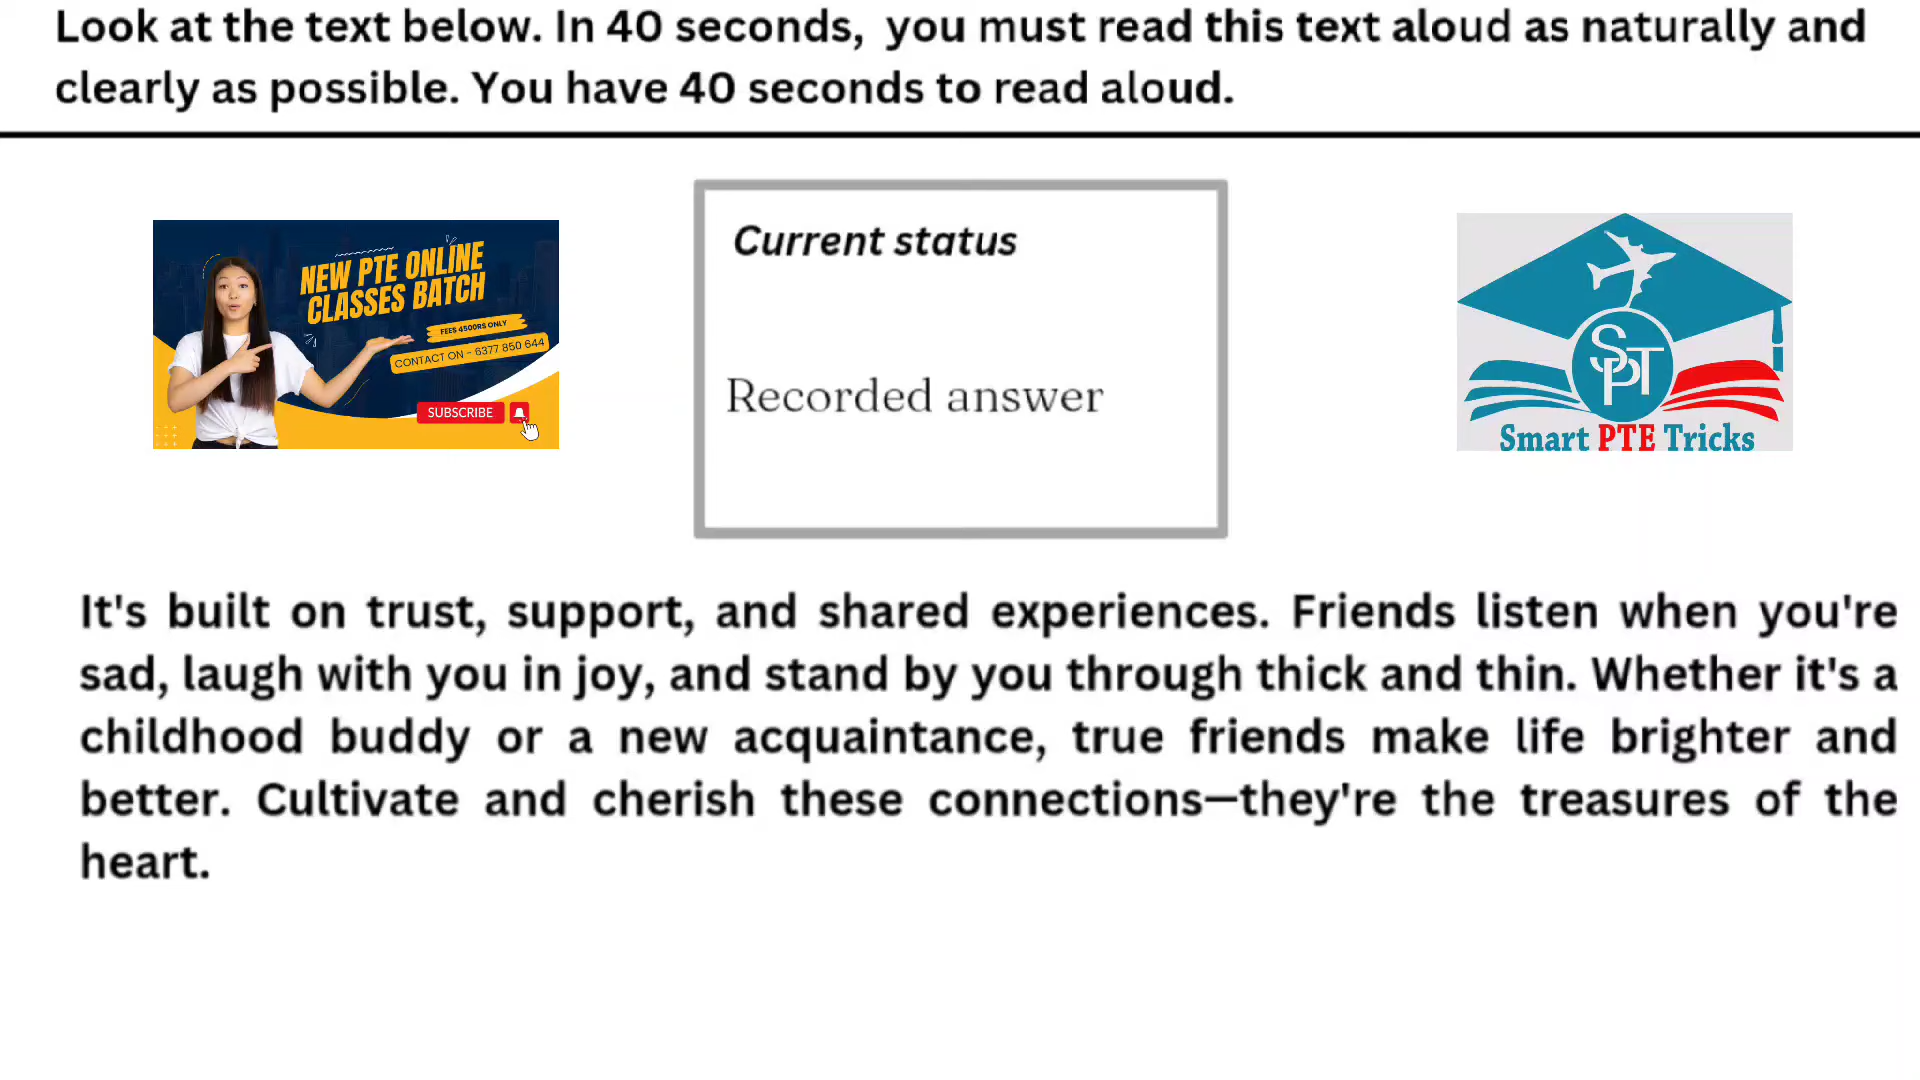 Look at the text below. In 40 seconds, you must read this text aloud as naturally and
clearly as possible. You have 40 seconds to read aloud.
NEW PTE ONLINE
CLASSES BATCH
FEES 4500RS ONLY
CONTACT ON - 6377 850 644
SUBSCRIBE
Current status
Recorded answer
SPT
Smart PTE Tricks
It's built on trust, support, and shared experiences. Friends listen when you're
sad, laugh with you in joy, and stand by you through thick and thin. Whether it's a
childhood buddy or a new acquaintance, true friends make life brighter and
better. Cultivate and cherish these connections—they're the treasures of the
heart.